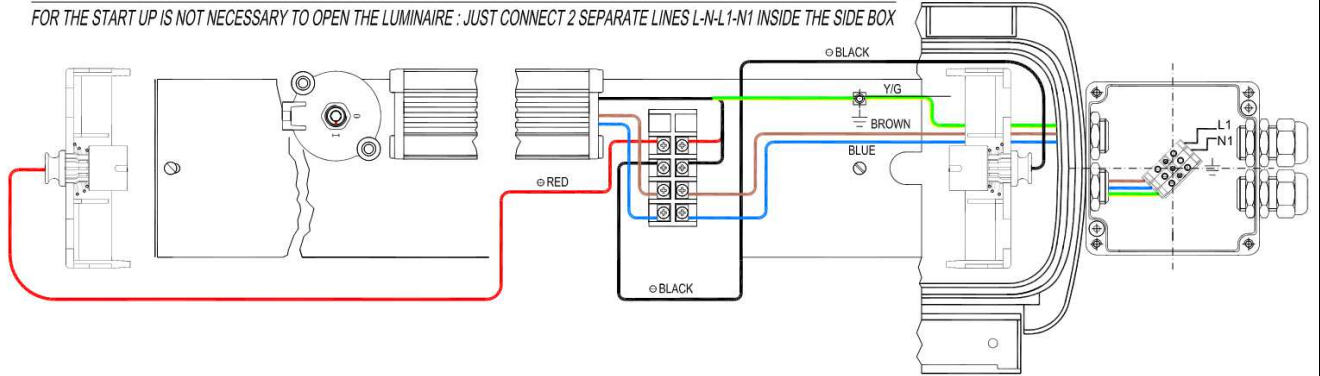 FOR THE START UP IS NOT NECESSARY TO OPEN THE LUMINAIRE : JUST CONNECT 2 SEPARATE LINES L-N-L1-N1 INSIDE THE SIDE BOX
⊖ BLACK
Y/G
BROWN
BLUE
L1
N1
⊖ RED
⊖ BLACK